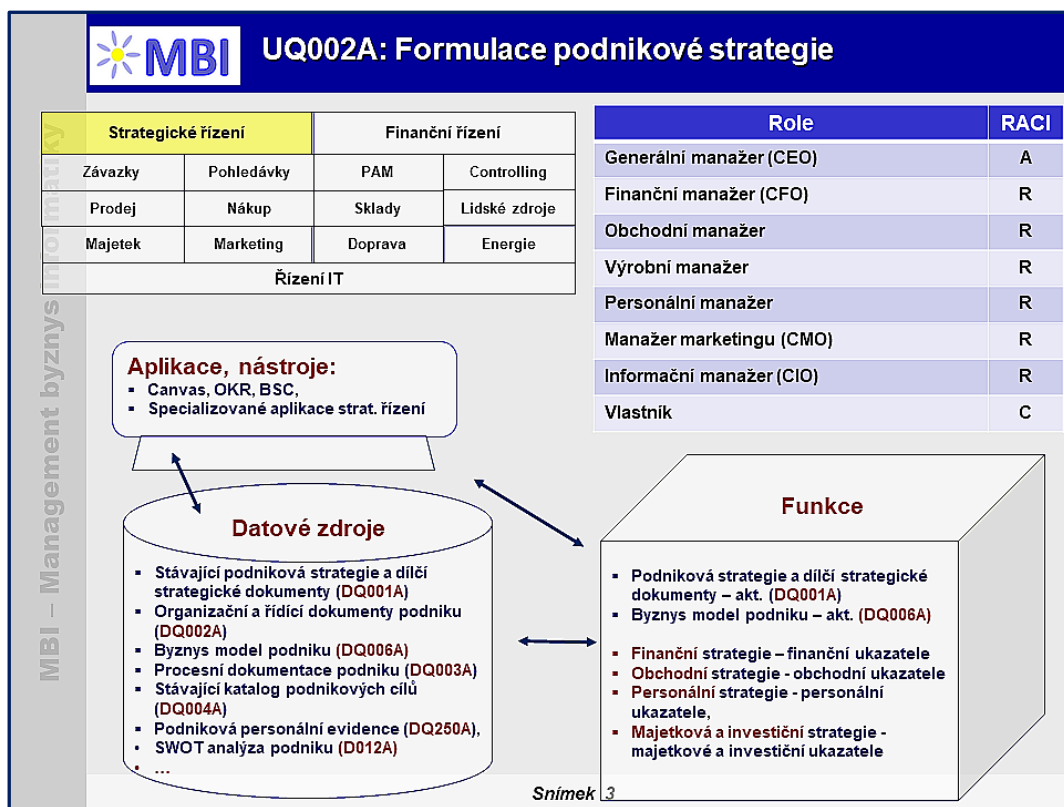 MBI
UQ002A: Formulace podnikové strategie
MBI – Management byznys informatiky
Strategické řízení
Finanční řízení
Závazky
Pohledávky
PAM
Controlling
Prodej
Nákup
Sklady
Lidské zdroje
Majetek
Marketing
Doprava
Energie
Řízení IT
Role
RACI
Generální manažer (CEO)
A
Finanční manažer (CFO)
R
Obchodní manažer
R
Výrobní manažer
R
Personální manažer
R
Manažer marketingu (CMO)
R
Informační manažer (CIO)
R
Vlastník
C
Aplikace, nástroje:
▪ Canvas, OKR, BSC,
▪ Specializované aplikace strat. řízení
Datové zdroje
▪ Stávající podniková strategie a dílčí
strategické dokumenty (DQ001A)
▪ Organizační a řídící dokumenty podniku
(DQ002A)
▪ Byznys model podniku (DQ006A)
▪ Procesní dokumentace podniku (DQ003A)
▪ Stávající katalog podnikových cílů
(DQ004A)
▪ Podniková personální evidence (DQ250A),
• SWOT analýza podniku (D012A)
• ...
Funkce
▪ Podniková strategie a dílčí strategické
dokumenty – akt. (DQ001A)
▪ Byznys model podniku – akt. (DQ006A)
▪ Finanční strategie – finanční ukazatele
▪ Obchodní strategie - obchodní ukazatele
▪ Personální strategie - personální
ukazatele,
▪ Majetková a investiční strategie -
majetkové a investiční ukazatele
Snímek 3